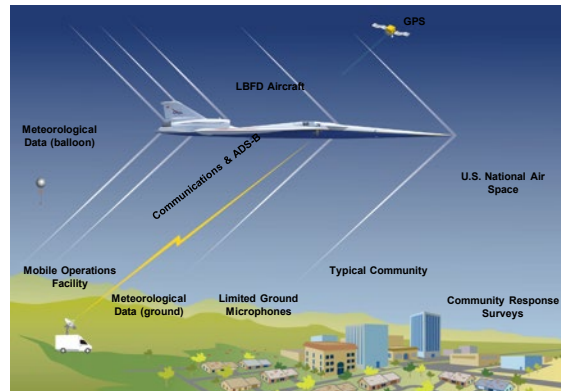 GPS
LBFD Aircraft
Meteorological
Data (balloon)
Communications & ADS-B
U.S. National Air
Space
Mobile Operations
Facility
Typical Community
Meteorological
Data (ground)
Limited Ground
Microphones
Community Response
Surveys